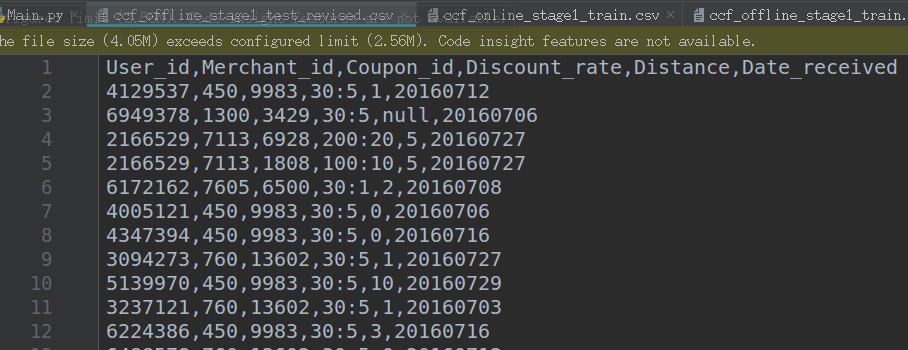 Main.py ccf_offline_stage1_test_revised.csv ccf_online_stage1_train.csv ccf_offline_stage1_train.
he file size (4.05M) exceeds configured limit (2.56M). Code insight features are not available.
1 User_id,Merchant_id,Coupon_id,Discount_rate,Distance,Date_received
2 4129537,450,9983,30:5,1,20160712
3 6949378,1300,3429,30:5,null,20160706
4 2166529,7113,6928,200:20,5,20160727
5 2166529,7113,1808,100:10,5,20160727
6 6172162,7605,6500,30:1,2,20160708
7 4005121,450,9983,30:5,0,20160706
8 4347394,450,9983,30:5,0,20160716
9 3094273,760,13602,30:5,1,20160727
10 5139970,450,9983,30:5,10,20160729
11 3237121,760,13602,30:5,1,20160703
12 6224386,450,9983,30:5,3,20160716